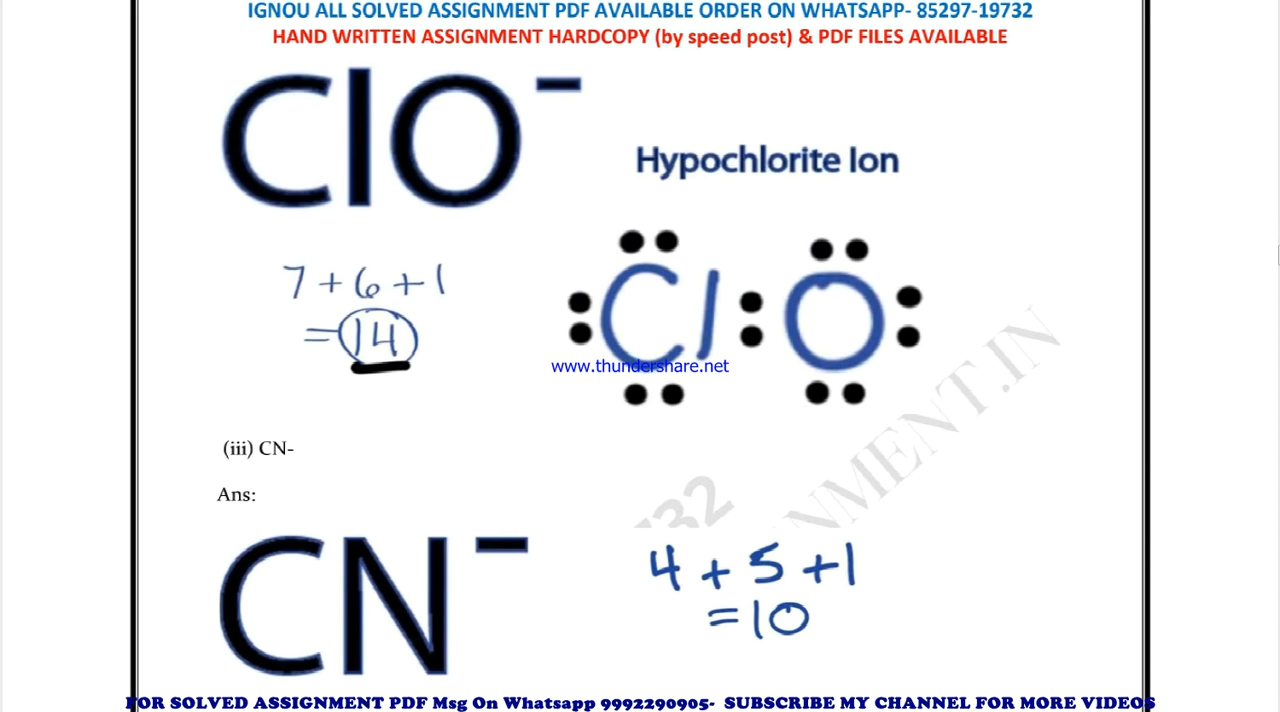 IGNOU ALL SOLVED ASSIGNMENT PDF AVAILABLE ORDER ON WHATSAPP- 85297-19732
HAND WRITTEN ASSIGNMENT HARDCOPY (by speed post) & PDF FILES AVAILABLE
ClO⁻
Hypochlorite Ion
7+6+1
=14
Cl O
www.thundershare.net
(iii) CN-
Ans:
CN⁻
4+5+1
=10
FOR SOLVED ASSIGNMENT PDF Msg On Whatsapp 9992290905- SUBSCRIBE MY CHANNEL FOR MORE VIDEOS